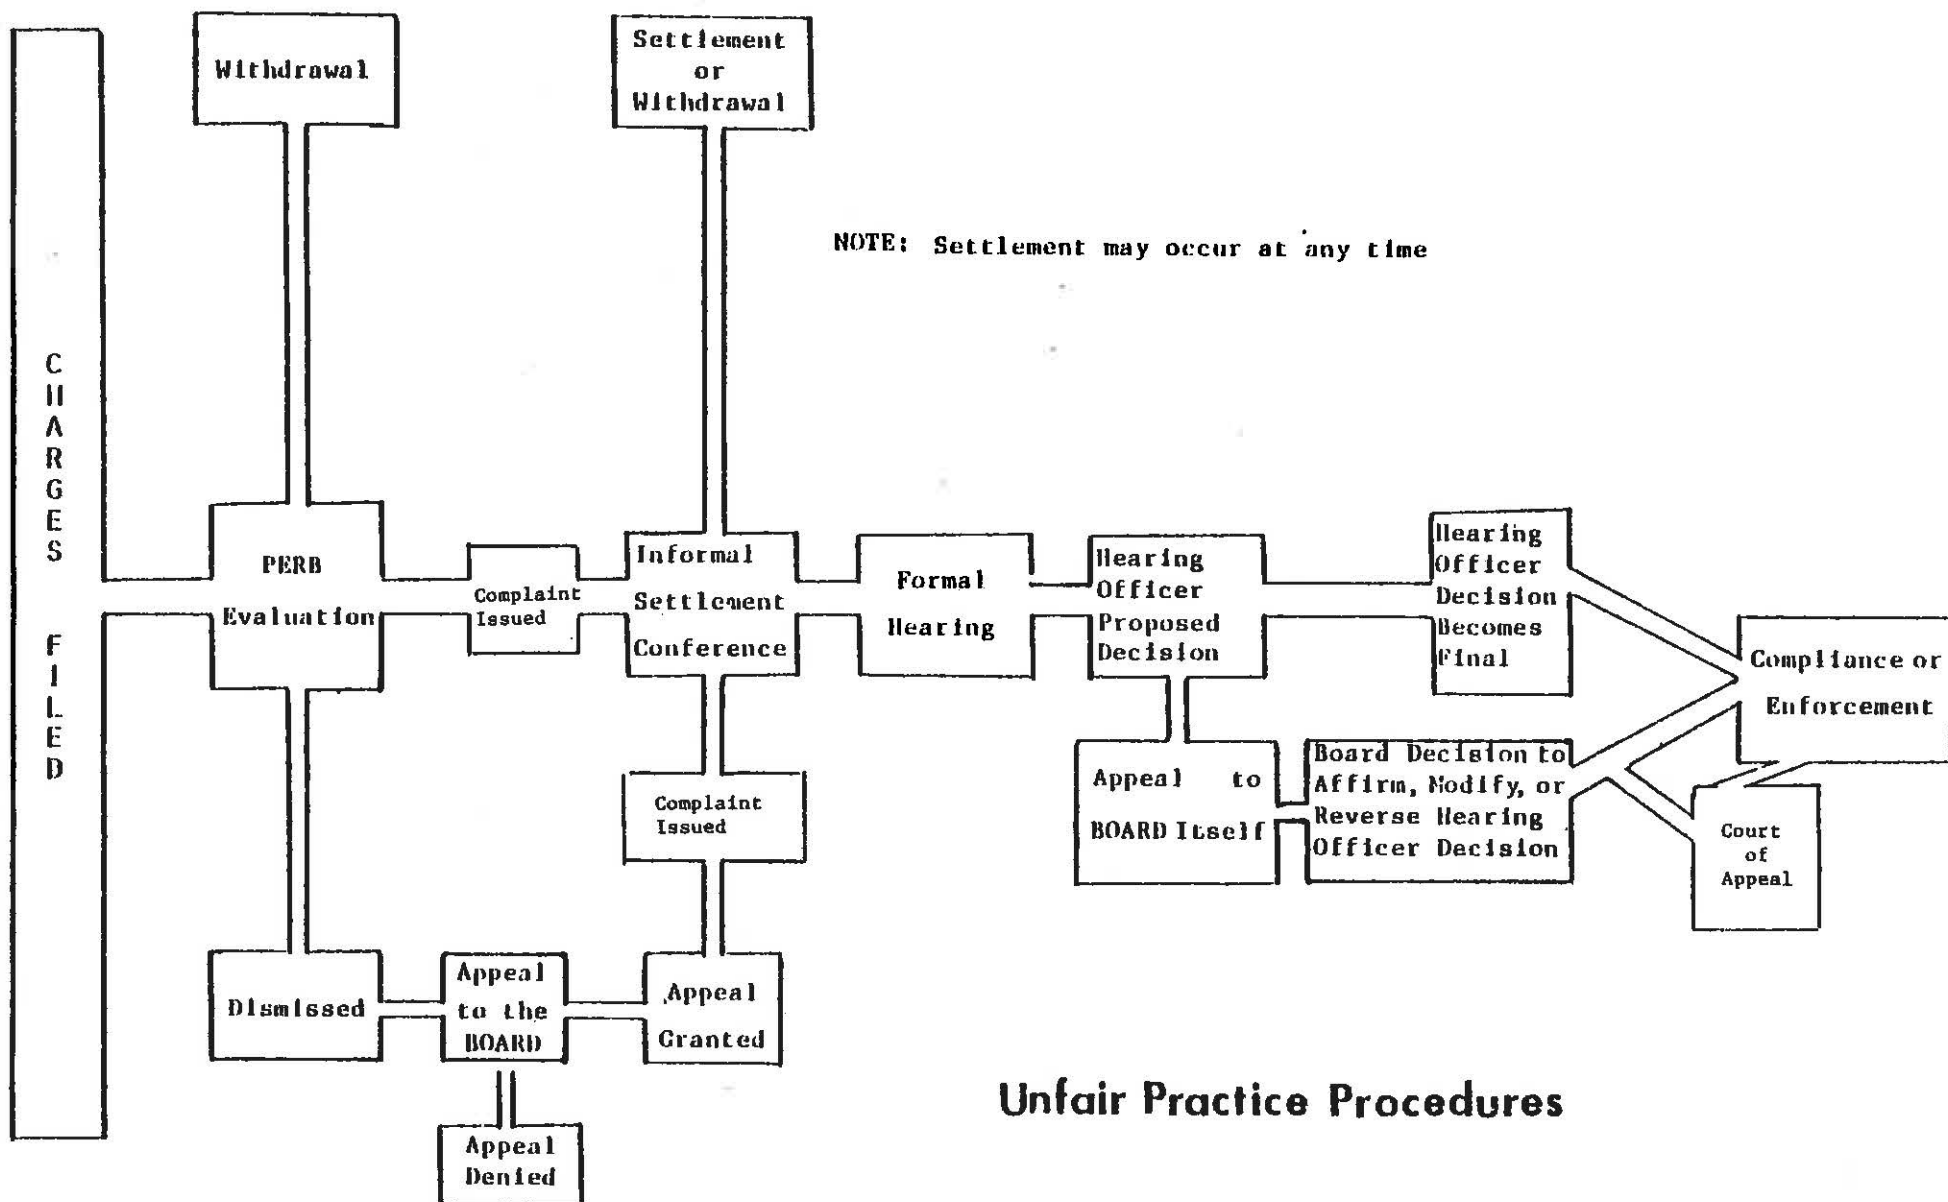 Withdrawal
Settlement
or
Withdrawal
NOTE: Settlement may occur at any time
CHARGES
FILED
PERB
Evaluation
Complaint
Issued
Informal
Settlement
Conference
Formal
Hearing
Hearing
Officer
Proposed
Decision
Hearing
Officer
Decision
Becomes
Final
Compliance or
Enforcement
Appeal to
BOARD Itself
Board Decision to
Affirm, Modify, or
Reverse Hearing
Officer Decision
Court
of
Appeal
Complaint
Issued
Dismissed
Appeal
to the
BOARD
Appeal
Granted
Appeal
Denied
Unfair Practice Procedures